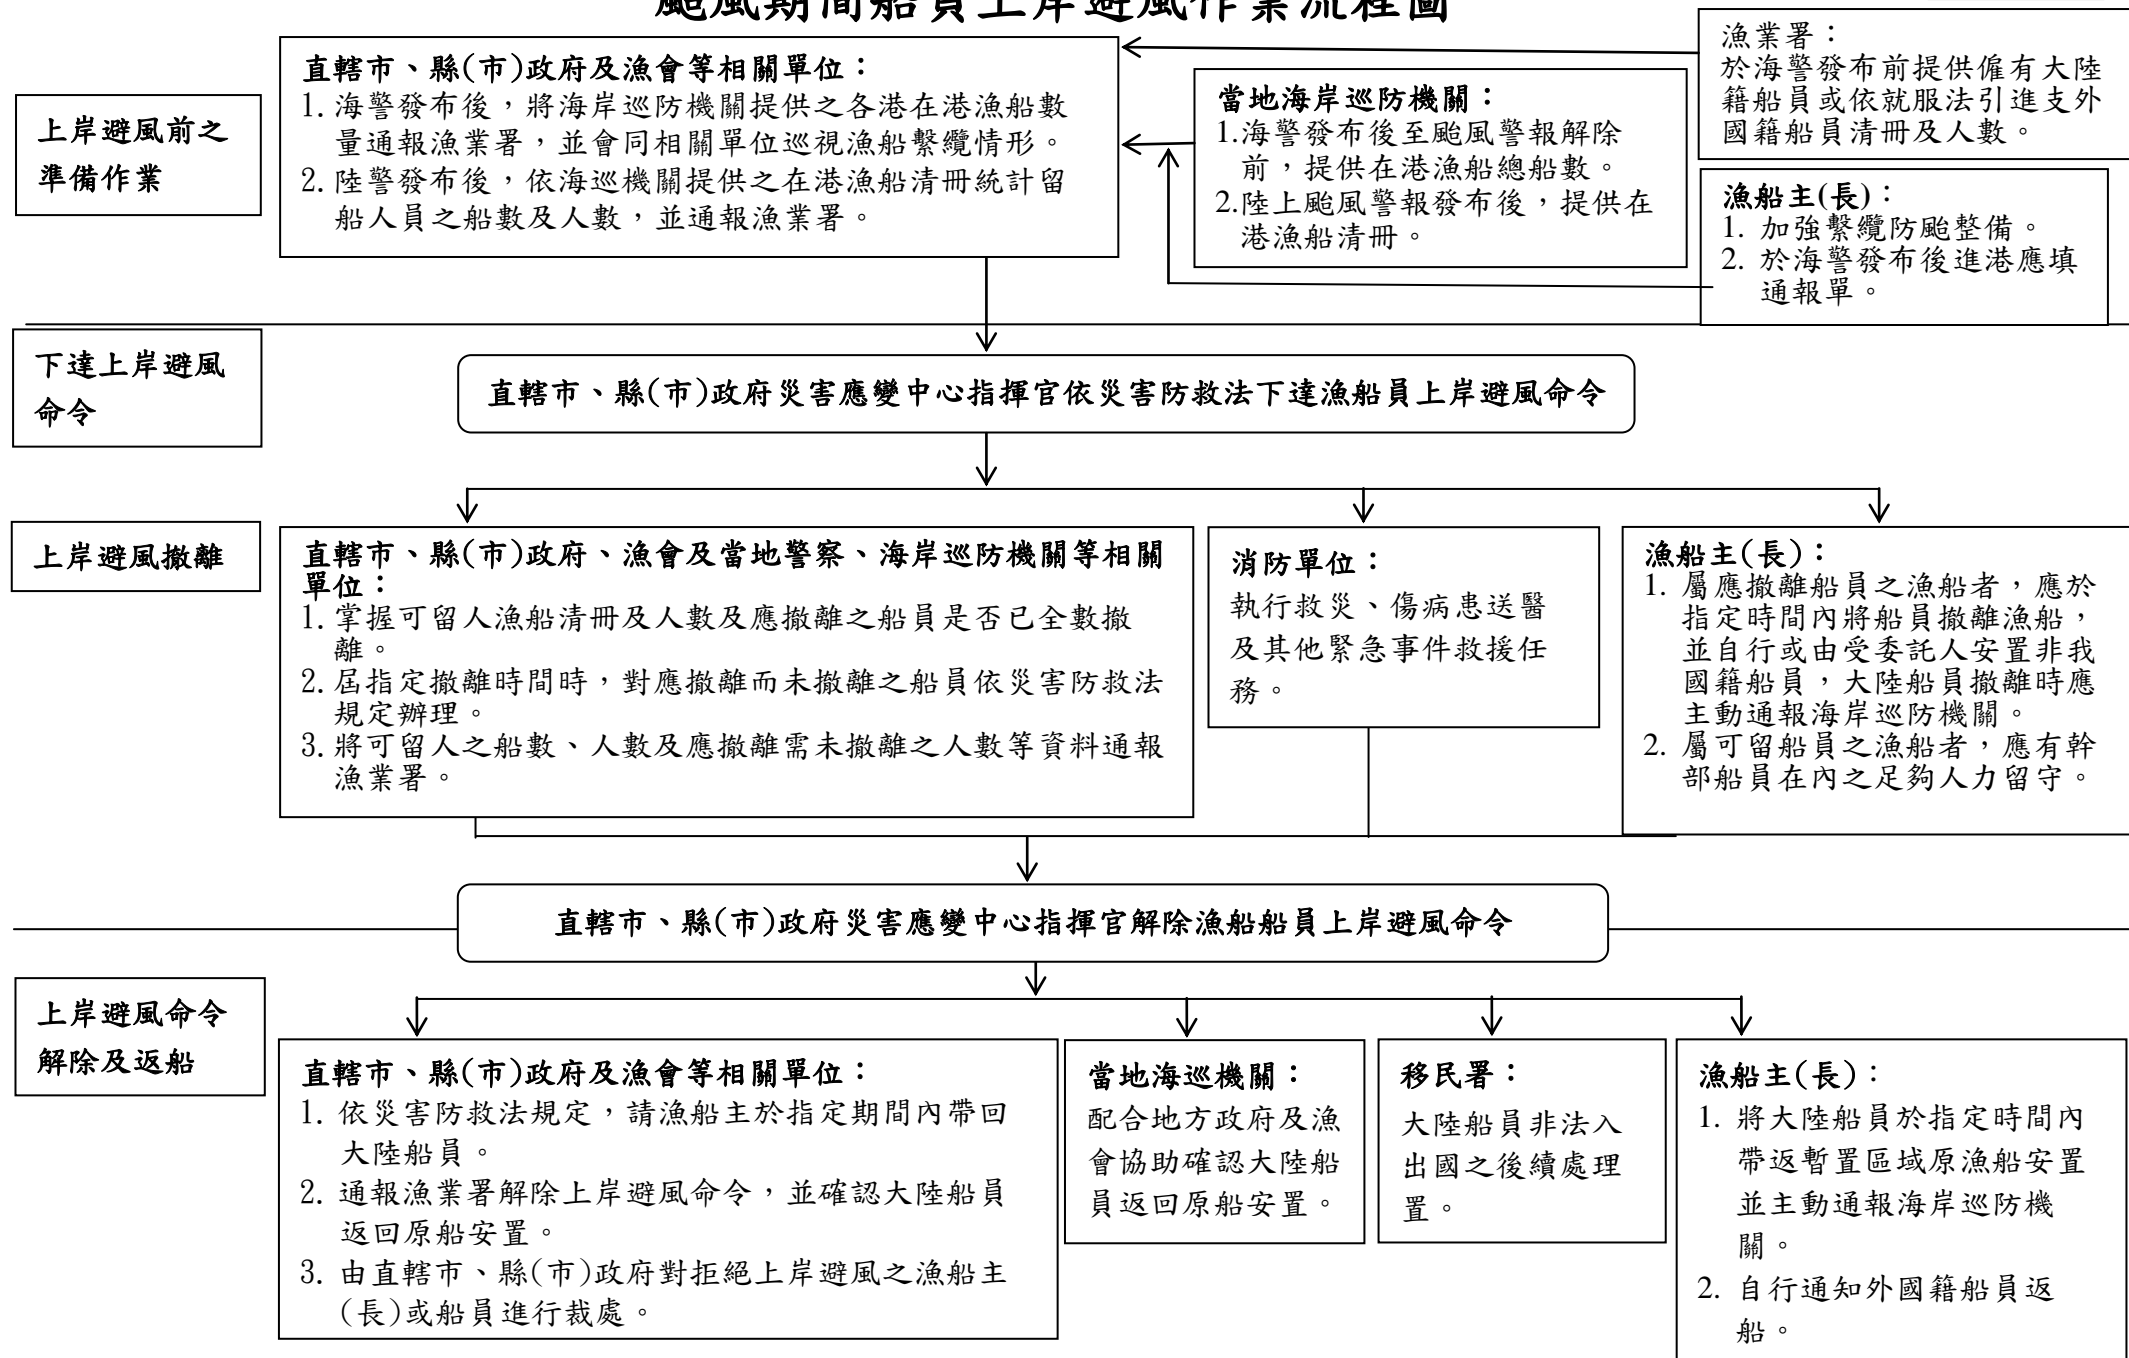 颱風期間船員上岸避風作業流程圖
上岸避風前之
準備作業
直轄市、縣(市)政府及漁會等相關單位：
1. 海警發布後，將海岸巡防機關提供之各港在港漁船數
量通報漁業署，並會同相關單位巡視漁船繫纜情形。
2. 陸警發布後，依海巡機關提供之在港漁船清冊統計留
船人員之船數及人數，並通報漁業署。
當地海岸巡防機關：
1.海警發布後至颱風警報解除
前，提供在港漁船總船數。
2.陸上颱風警報發布後，提供在
港漁船清冊。
漁業署：
於海警發布前提供僱有大陸
籍船員或依就服法引進支外
國籍船員清冊及人數。
漁船主(長)：
1. 加強繫纜防颱整備。
2. 於海警發布後進港應填
通報單。
下達上岸避風
命令
直轄市、縣(市)政府災害應變中心指揮官依災害防救法下達漁船員上岸避風命令
上岸避風撤離
直轄市、縣(市)政府、漁會及當地警察、海岸巡防機關等相關
單位：
1. 掌握可留人漁船清冊及人數及應撤離之船員是否已全數撤
離。
2. 屆指定撤離時間時，對應撤離而未撤離之船員依災害防救法
規定辦理。
3. 將可留人之船數、人數及應撤離需未撤離之人數等資料通報
漁業署。
消防單位：
執行救災、傷病患送醫
及其他緊急事件救援任
務。
漁船主(長)：
1. 屬應撤離船員之漁船者，應於
指定時間內將船員撤離漁船，
並自行或由受委託人安置非我
國籍船員，大陸船員撤離時應
主動通報海岸巡防機關。
2. 屬可留船員之漁船者，應有幹
部船員在內之足夠人力留守。
直轄市、縣(市)政府災害應變中心指揮官解除漁船船員上岸避風命令
上岸避風命令
解除及返船
直轄市、縣(市)政府及漁會等相關單位：
1. 依災害防救法規定，請漁船主於指定期間內帶回
大陸船員。
2. 通報漁業署解除上岸避風命令，並確認大陸船員
返回原船安置。
3. 由直轄市、縣(市)政府對拒絕上岸避風之漁船主
(長)或船員進行裁處。
當地海巡機關：
配合地方政府及漁
會協助確認大陸船
員返回原船安置。
移民署：
大陸船員非法入
出國之後續處理
置。
漁船主(長)：
1. 將大陸船員於指定時間內
帶返暫置區域原漁船安置
並主動通報海岸巡防機
關。
2. 自行通知外國籍船員返
船。